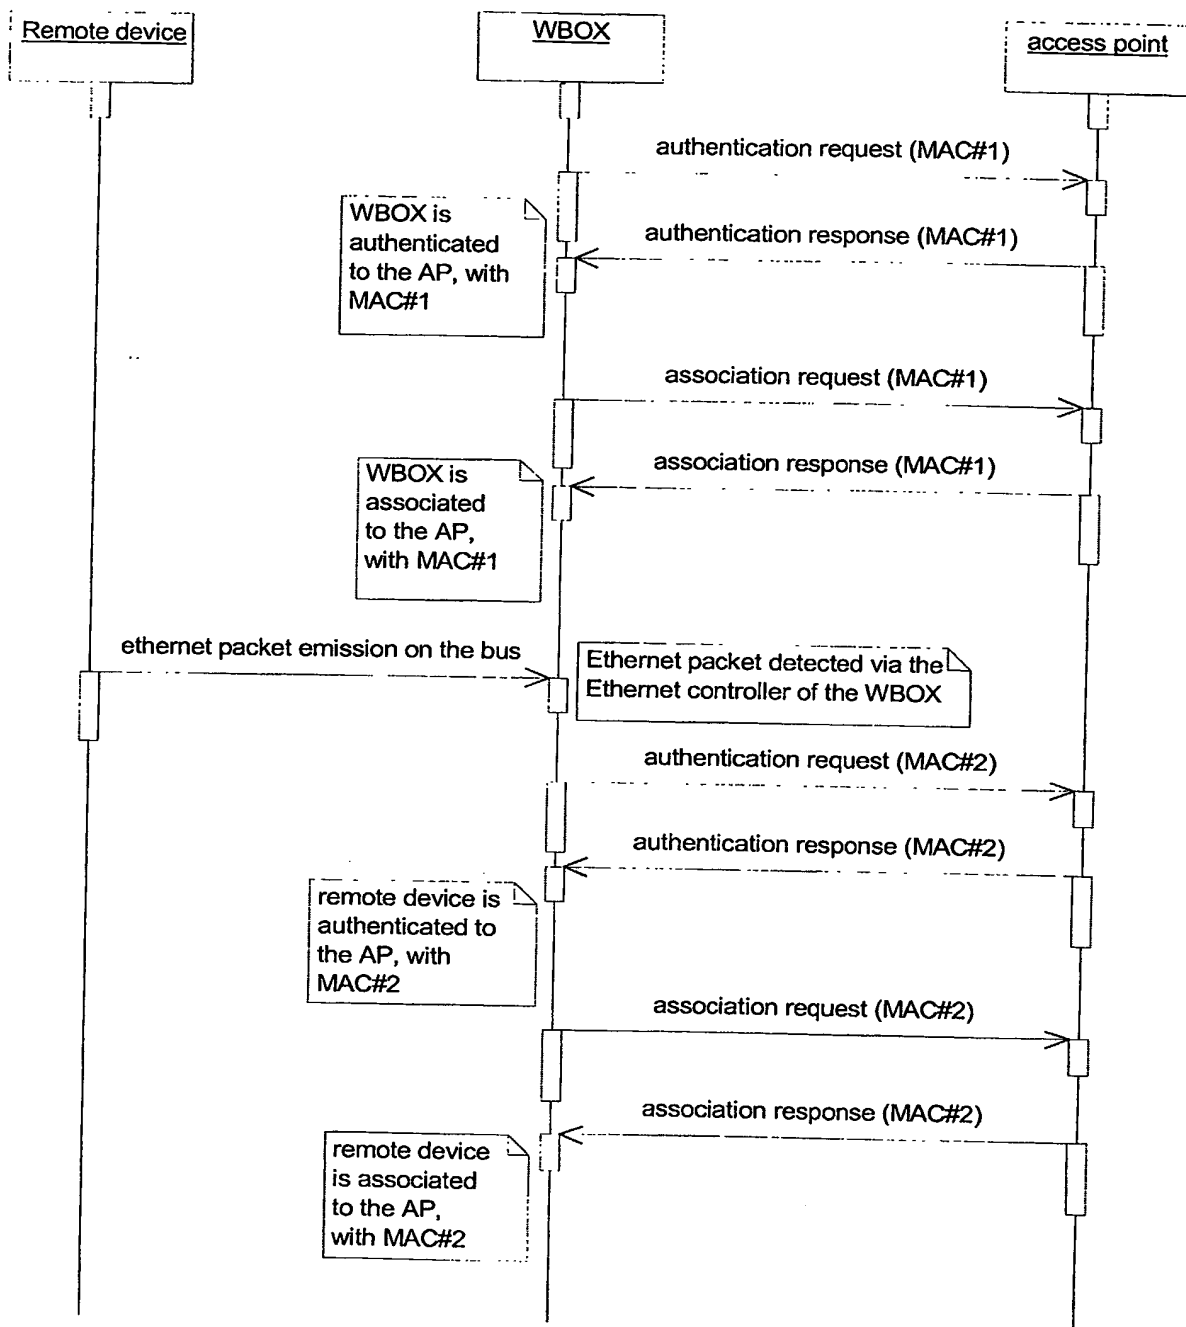 Remote device
WBOX
access point
authentication request (MAC#1)
WBOX is
authenticated
to the AP, with
MAC#1
authentication response (MAC#1)
association request (MAC#1)
WBOX is
associated
to the AP,
with MAC#1
association response (MAC#1)
ethernet packet emission on the bus
Ethernet packet detected via the
Ethernet controller of the WBOX
authentication request (MAC#2)
authentication response (MAC#2)
remote device is
authenticated to
the AP, with
MAC#2
association request (MAC#2)
association response (MAC#2)
remote device
is associated
to the AP,
with MAC#2